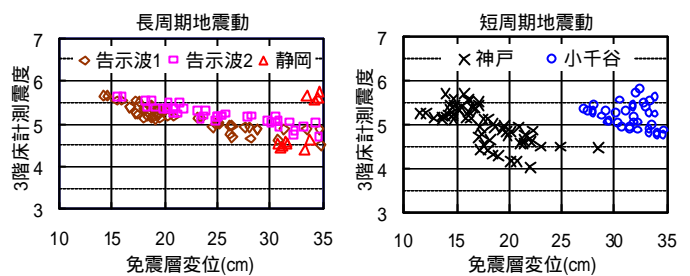 長周期地震動
7
6
5
4
3
告示波1
告示波2
静岡
3階床計測震度
10 15 20 25 30 35
免震層変位(cm)
短周期地震動
7
6
5
4
3
神戸
小千谷
3階床計測震度
10 15 20 25 30 35
免震層変位(cm)